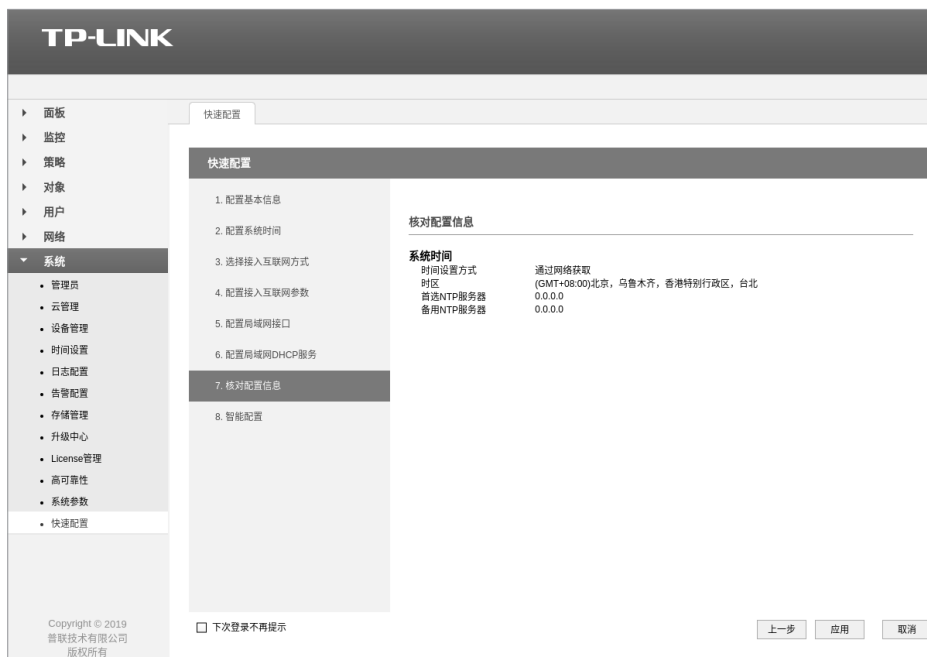 TP-LINK
面板
监控
策略
对象
用户
网络
系统
管理员
云管理
设备管理
时间设置
日志配置
告警配置
存储管理
升级中心
License管理
高可靠性
系统参数
快速配置
Copyright © 2019
普联技术有限公司
版权所有
快速配置
快速配置
1. 配置基本信息
2. 配置系统时间
3. 选择接入互联网方式
4. 配置接入互联网参数
5. 配置局域网接口
6. 配置局域网DHCP服务
7. 核对配置信息
8. 智能配置
核对配置信息
系统时间
时间设置方式 通过网络获取
时区 (GMT+08:00)北京，乌鲁木齐，香港特别行政区，台北
首选NTP服务器 0.0.0.0
备用NTP服务器 0.0.0.0
下次登录不再提示
上一步 应用 取消